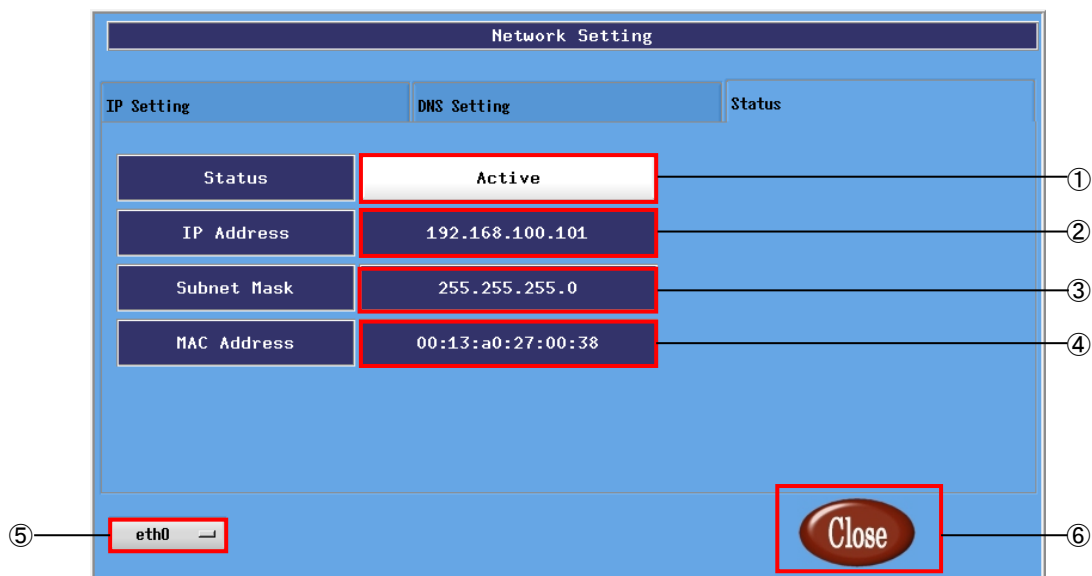 Network Setting
IP Setting DNS Setting Status
Status Active ①
IP Address 192.168.100.101 ②
Subnet Mask 255.255.255.0 ③
MAC Address 00:13:a0:27:00:38 ④
⑤ eth0 Close ⑥